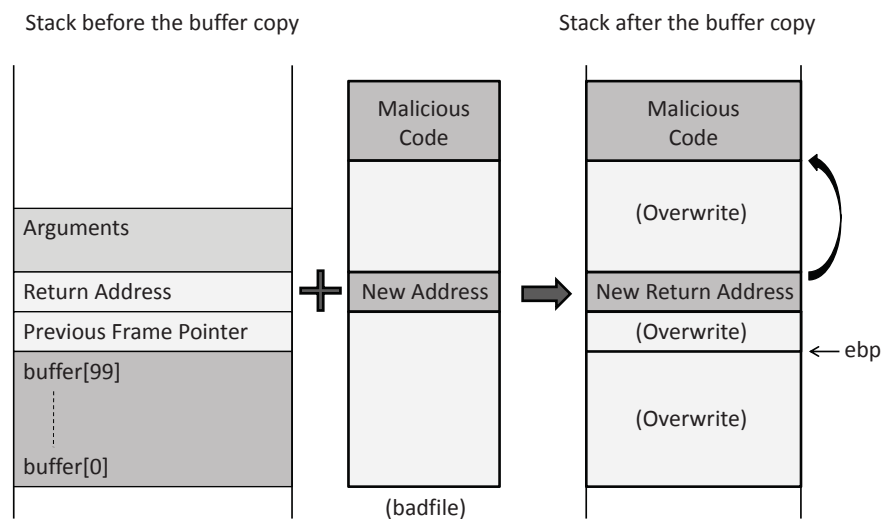 Stack before the buffer copy
Arguments
Return Address
Previous Frame Pointer
buffer[99]
buffer[0]
Malicious
Code
New Address
(badfile)
Stack after the buffer copy
Malicious
Code
(Overwrite)
New Return Address
(Overwrite)
ebp
(Overwrite)